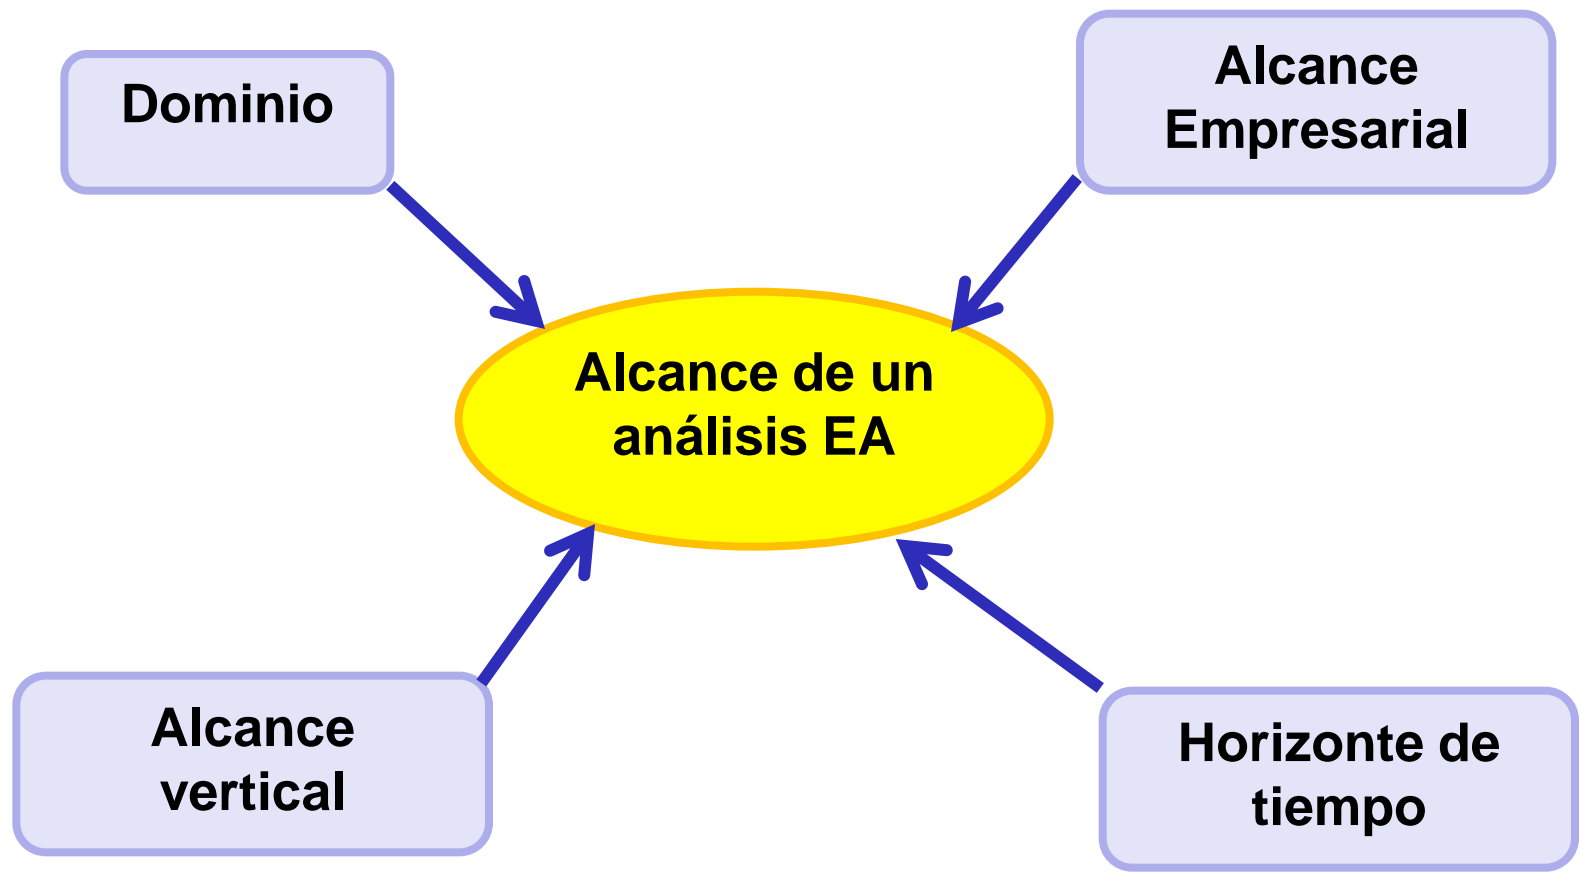 Dominio
Alcance
Empresarial
Alcance de un
análisis EA
Alcance
vertical
Horizonte de
tiempo